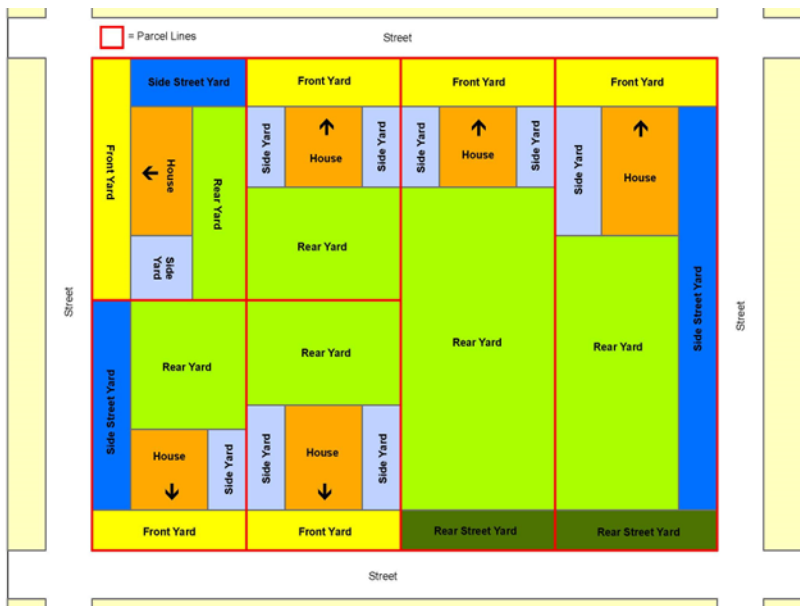 = Parcel Lines
Street
Side Street Yard
Front Yard
Front Yard
Front Yard
Front Yard
House
Rear Yard
Side
Yard
Side Yard
House
Side Yard
Side Yard
House
Side Yard
Side Yard
House
Side Street Yard
Rear Yard
Street
Street
Side Street Yard
Rear Yard
Rear Yard
Rear Yard
Rear Yard
House
Side Yard
Side Yard
House
Side Yard
Front Yard
Front Yard
Rear Street Yard
Rear Street Yard
Street